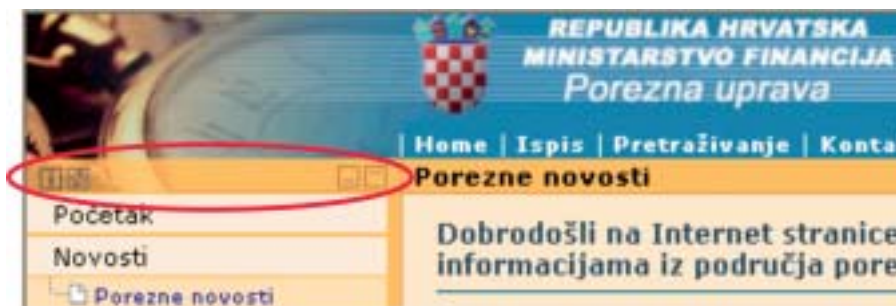 REPUBLIKA HRVATSKA
MINISTARSTVO FINANCIJA
Porezna uprava
| Home | Ispis | Pretraživanje | Konta
Porezne novosti
Početak
Novosti
Porezne novosti
Dobrodošli na Internet stranice
informacijama iz područja pore